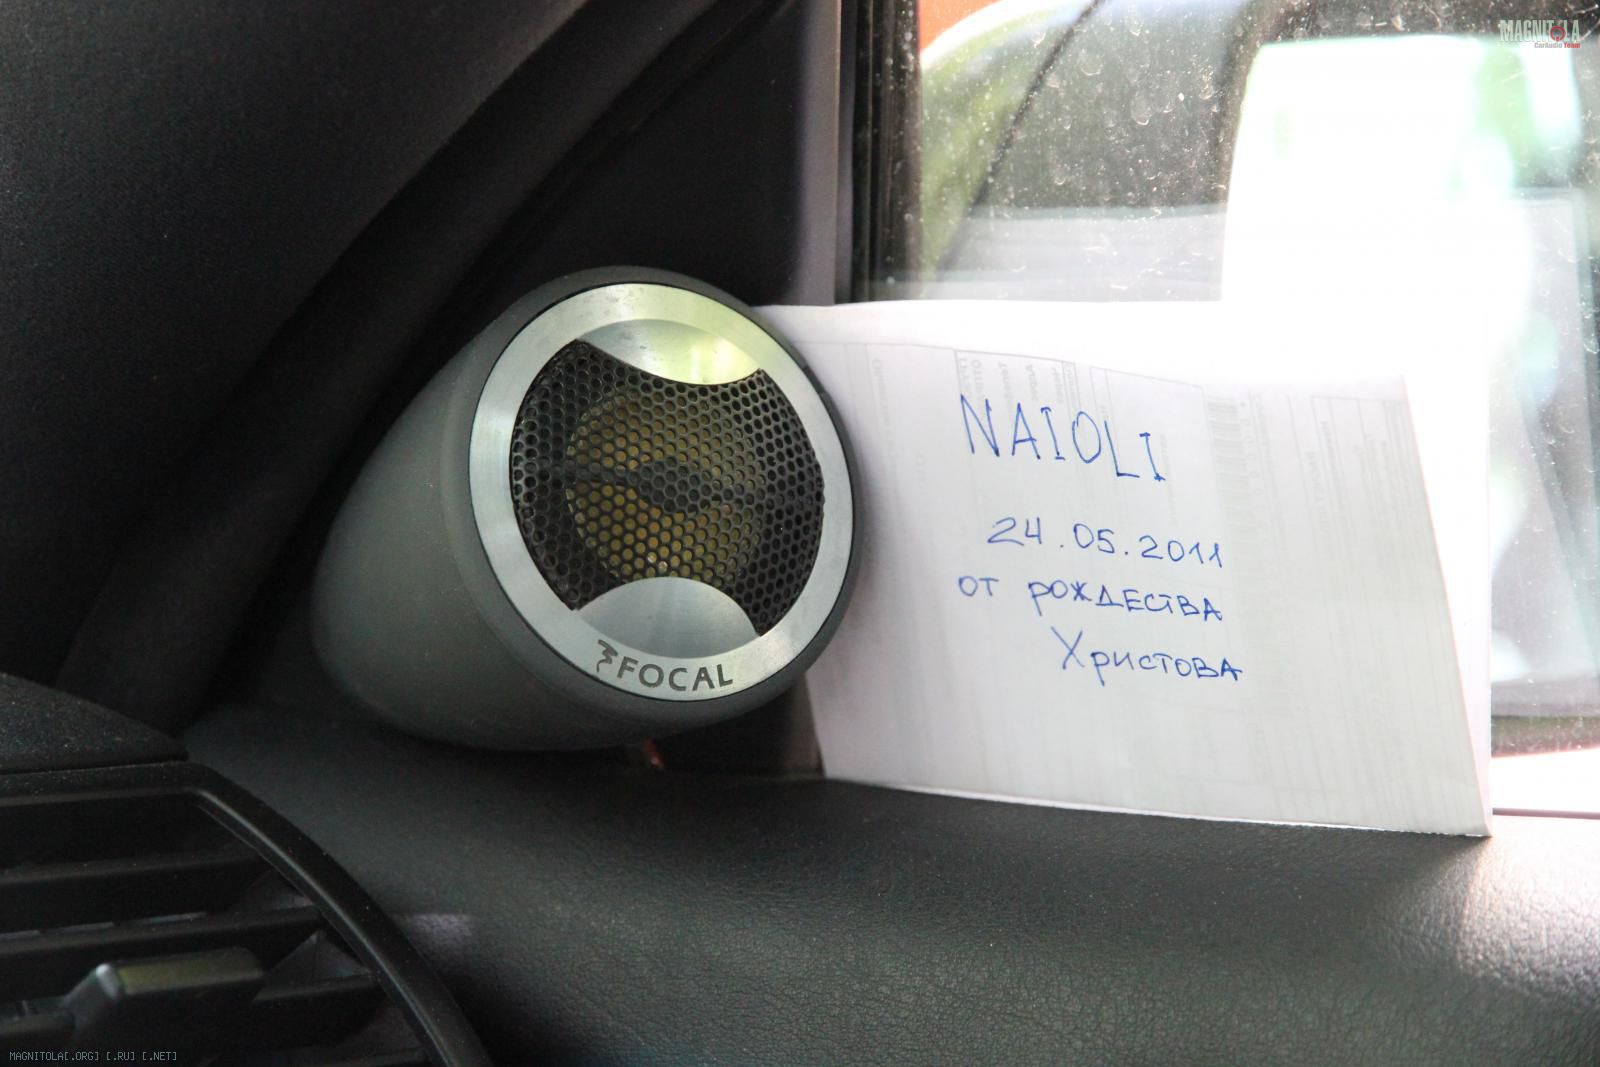 MAGNITOLA
CarAudio Team
NAIOLI
24.05.2011
от рождества
Христова
FOCAL
MAGNITOLA[.ORG] [.RU] [.NET]